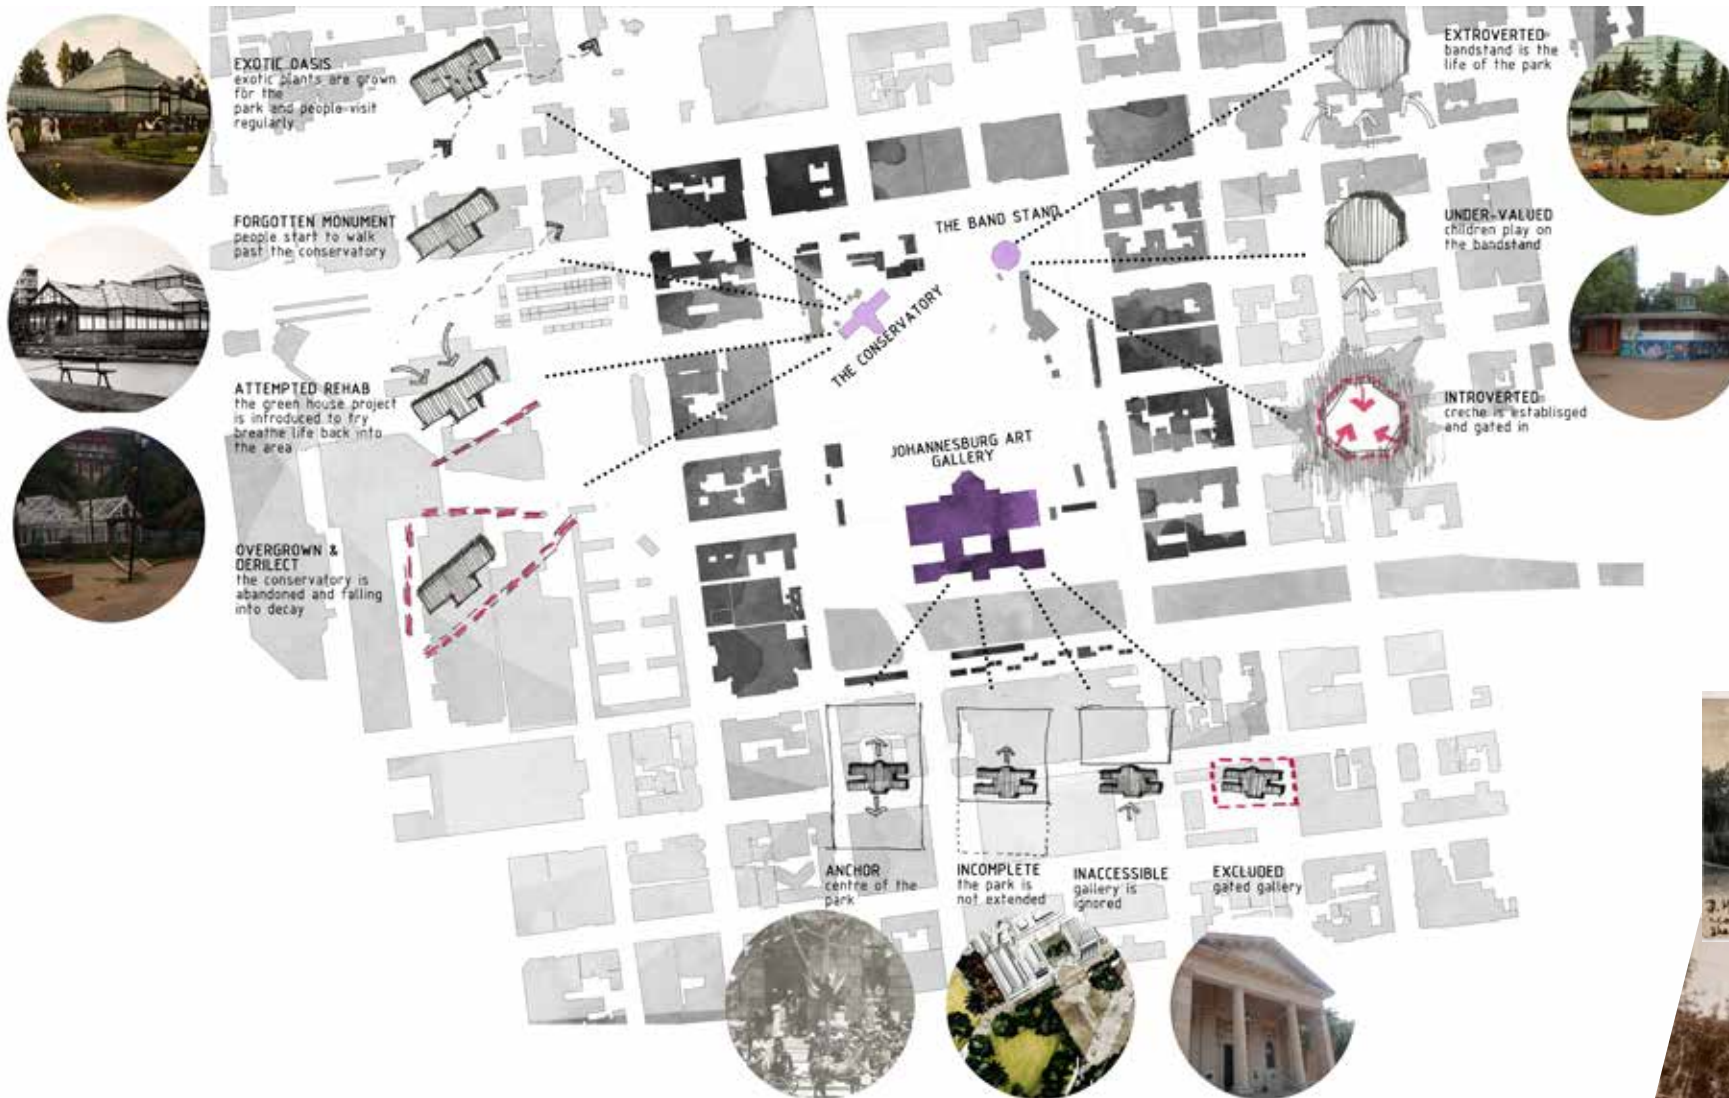 EXOTIC OASIS
exotic plants are grown
for the
park and people visit
regularly
FORGOTTEN MONUMENT
people start to walk
past the conservatory
ATTEMPTED REHAB
the green house project
is introduced to try
breathe life back into
the area
OVERGROWN &
DERILECT
the conservatory is
abandoned and falling
into decay
THE BAND STAND
THE CONSERVATORY
JOHANNESBURG ART
GALLERY
EXTROVERTED
bandstand is the
life of the park
UNDER-VALUED
children play on
the bandstand
INTROVERTED
creche is establisged
and gated in
ANCHOR
centre of the
park
INCOMPLETE
the park is
not extended
INACCESSIBLE
gallery is
ignored
EXCLUDED
gated gallery